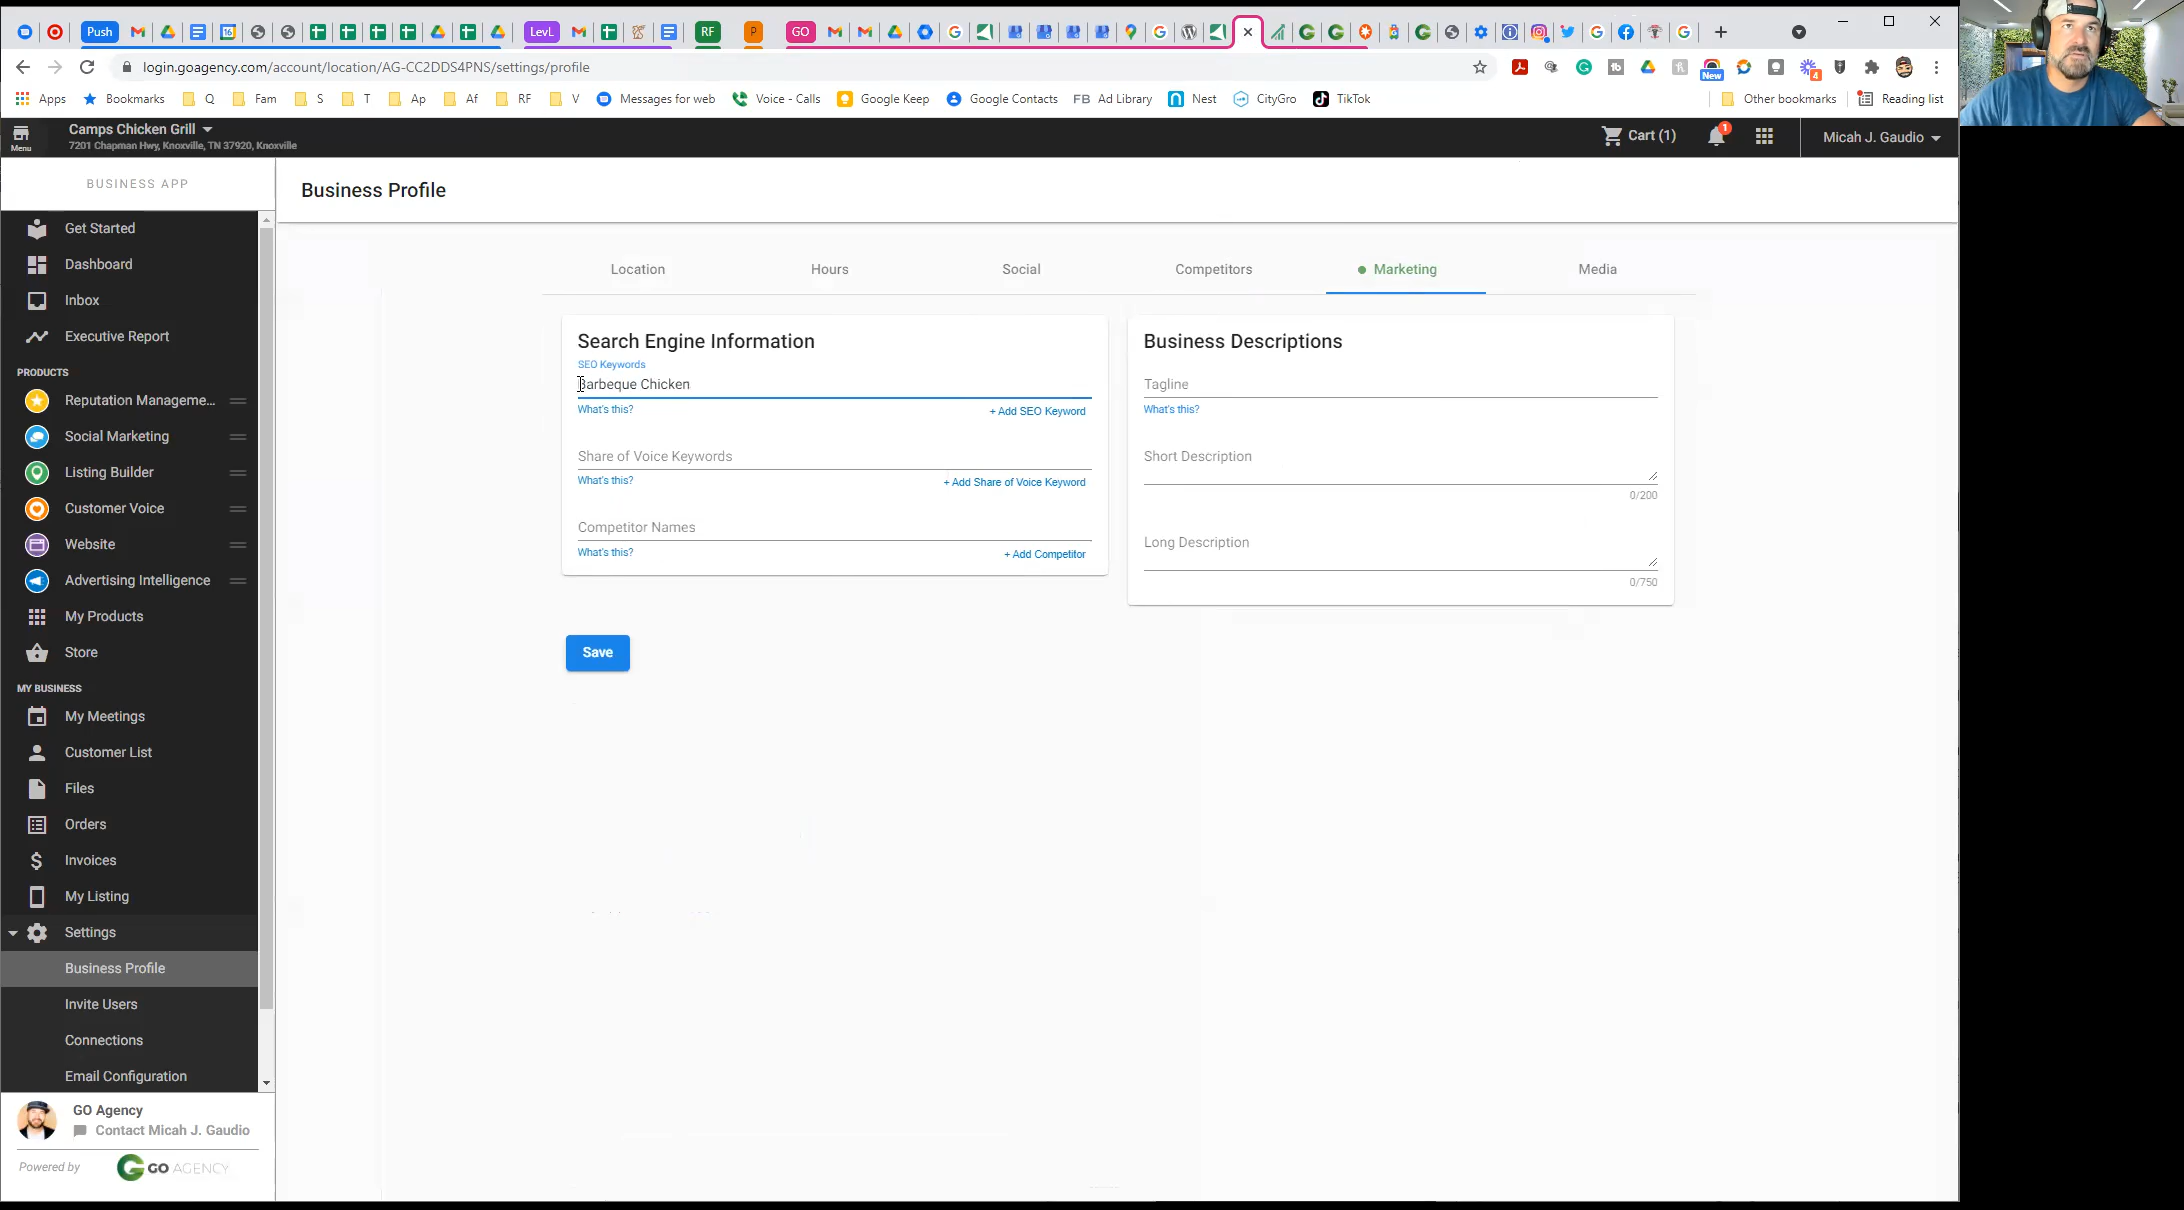 Push
LevL
RF
P
GO
login.goagency.com/account/location/AG-CC2DDS4PNS/settings/profile
New
4
Apps
Bookmarks
Q
Fam
S
T
Ap
Af
RF
V
Messages for web
Voice - Calls
Google Keep
Google Contacts
FB Ad Library
Nest
CityGro
TikTok
Other bookmarks
Reading list
Menu
Camps Chicken Grill
7201 Chapman Hwy, Knoxville, TN 37920, Knoxville
Cart (1)
1
Micah J. Gaudio
BUSINESS APP
Business Profile
Get Started
Dashboard
Inbox
Executive Report
PRODUCTS
Reputation Manageme...
Social Marketing
Listing Builder
Customer Voice
Website
Advertising Intelligence
My Products
Store
MY BUSINESS
My Meetings
Customer List
Files
Orders
Invoices
My Listing
Settings
Business Profile
Invite Users
Connections
Email Configuration
GO Agency
Contact Micah J. Gaudio
Powered by
GO AGENCY
Location
Hours
Social
Competitors
Marketing
Media
Search Engine Information
SEO Keywords
Barbeque Chicken
What's this?
+ Add SEO Keyword
Share of Voice Keywords
What's this?
+ Add Share of Voice Keyword
Competitor Names
What's this?
+ Add Competitor
Business Descriptions
Tagline
What's this?
Short Description
0/200
Long Description
0/750
Save